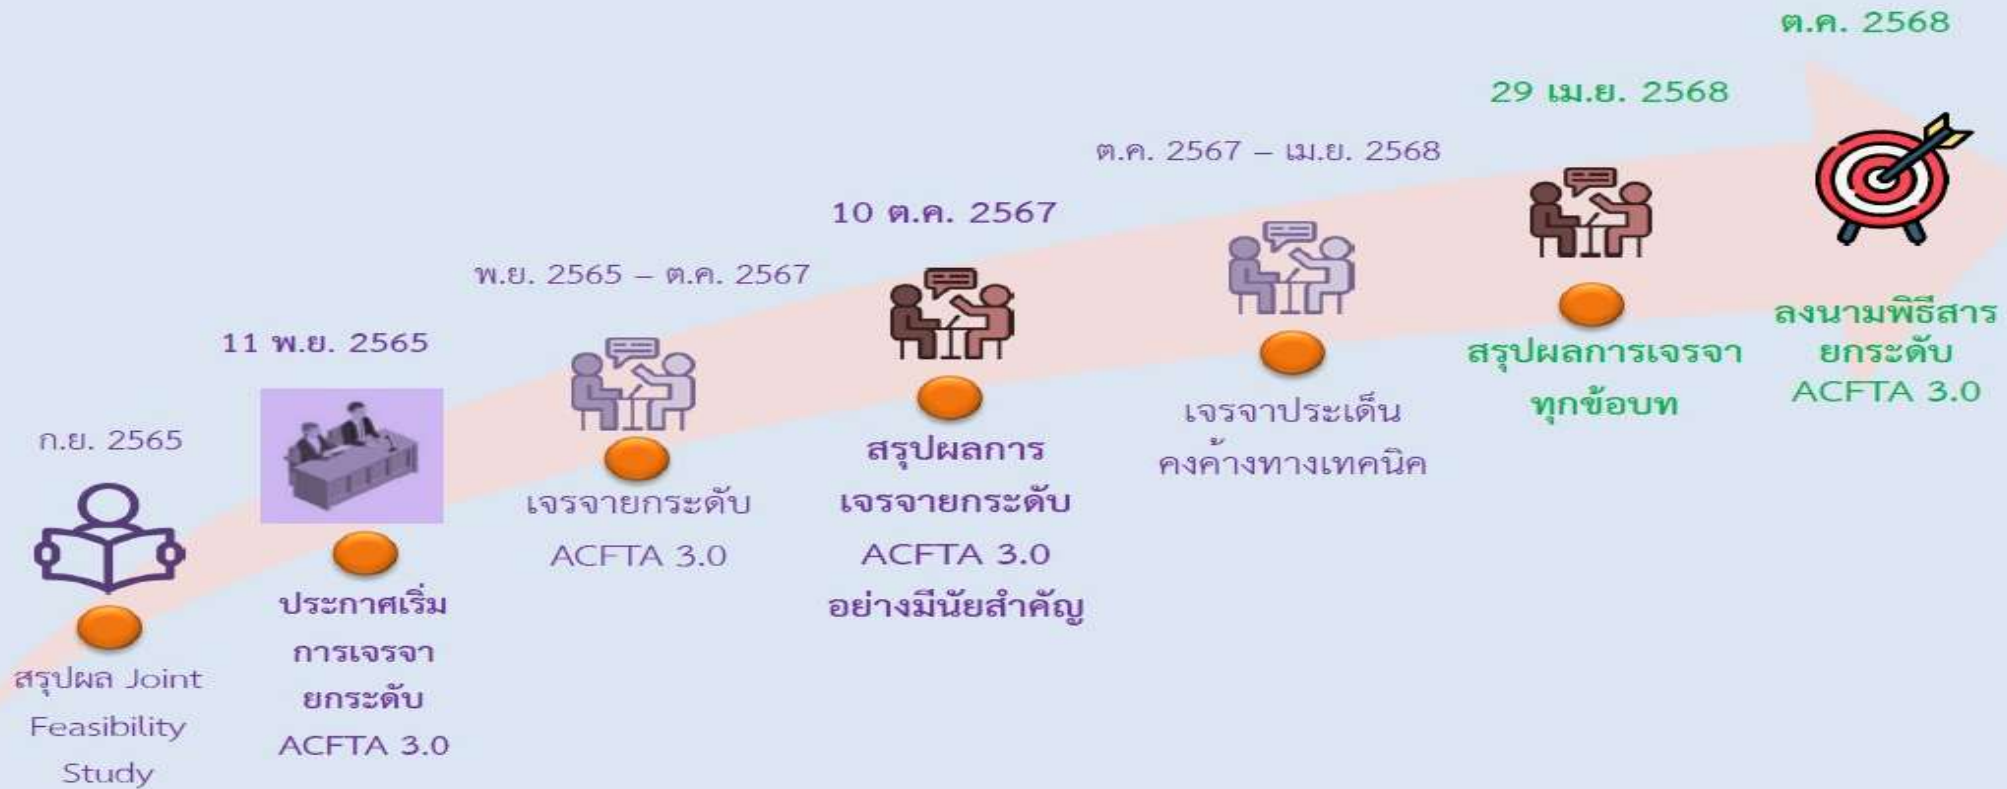 ก.ย. 2565
สรุปผล Joint
Feasibility
Study
11 พ.ย. 2565
ประกาศเริ่ม
การเจรจา
ยกระดับ
ACFTA 3.0
พ.ย. 2565 – ต.ค. 2567
เจรจายกระดับ
ACFTA 3.0
10 ต.ค. 2567
สรุปผลการ
เจรจายกระดับ
ACFTA 3.0
อย่างมีนัยสำคัญ
ต.ค. 2567 – เม.ย. 2568
เจรจาประเด็น
คงค้างทางเทคนิค
29 เม.ย. 2568
สรุปผลการเจรจา
ทุกข้อบท
ต.ค. 2568
ลงนามพิธีสาร
ยกระดับ
ACFTA 3.0